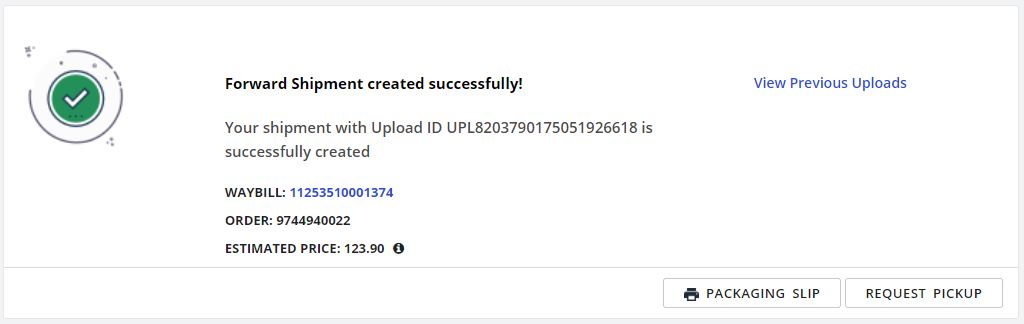 Forward Shipment created successfully!
View Previous Uploads
Your shipment with Upload ID UPL8203790175051926618 is
successfully created
WAYBILL: 11253510001374
ORDER: 9744940022
ESTIMATED PRICE: 123.90
PACKAGING SLIP
REQUEST PICKUP